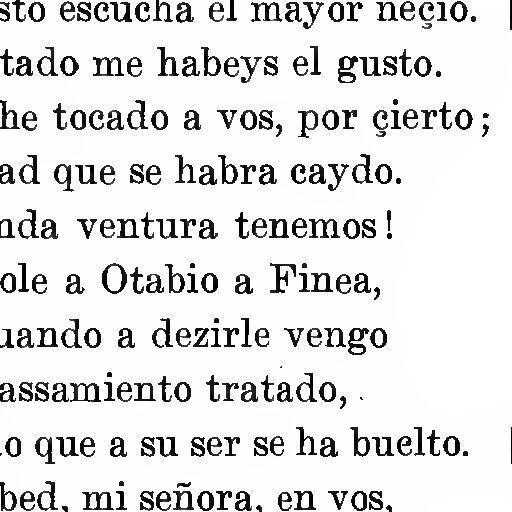 sto escucha el mayor neçio.
tado me habeys el gusto.
he tocado a vos, por çierto;
ad que se habra caydo.
nda ventura tenemos!
ole a Otabio a Finea,
uando a dezirle vengo
assamiento tratado,
lo que a su ser se ha buelto.
bed, mi señora, en vos,